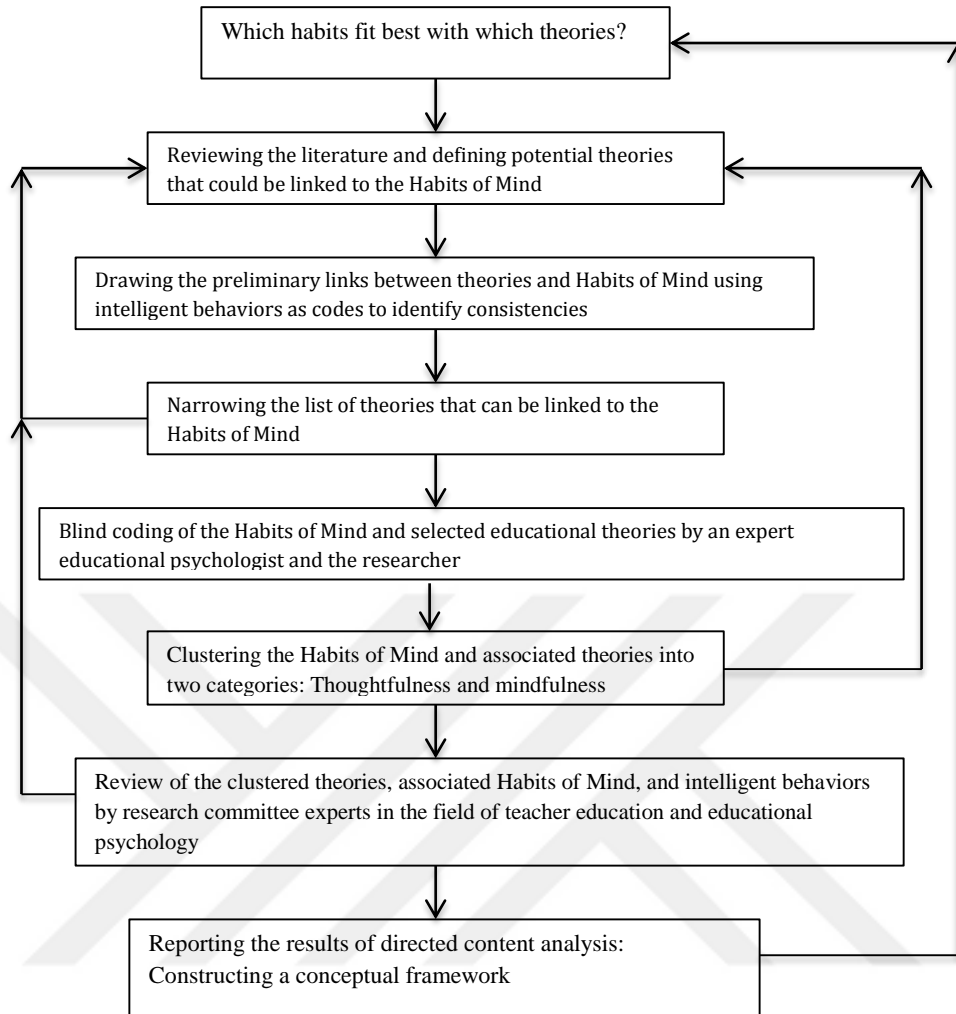 Which habits fit best with which theories?
Reviewing the literature and defining potential theories
that could be linked to the Habits of Mind
Drawing the preliminary links between theories and Habits of Mind using
intelligent behaviors as codes to identify consistencies
Narrowing the list of theories that can be linked to the
Habits of Mind
Blind coding of the Habits of Mind and selected educational theories by an expert
educational psychologist and the researcher
Clustering the Habits of Mind and associated theories into
two categories: Thoughtfulness and mindfulness
Review of the clustered theories, associated Habits of Mind, and intelligent behaviors
by research committee experts in the field of teacher education and educational
psychology
Reporting the results of directed content analysis:
Constructing a conceptual framework